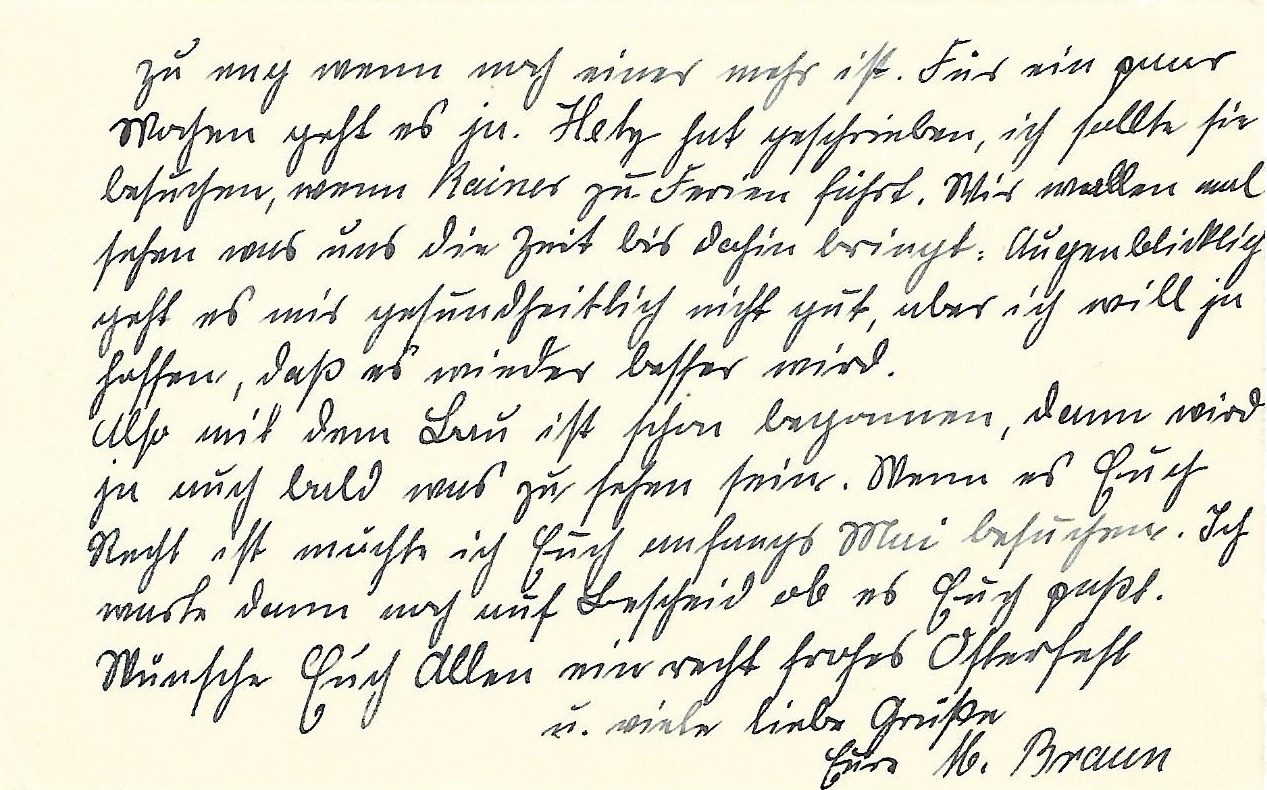 zu eng wenn noch einer mehr ist. Für ein paar
Wochen geht es ja. Hety hat geschrieben, ich sollte sie
besuchen, wenn Rainer zu Ferien führt. Wir wollen mal
sehen was uns die Zeit bis dahin bringt. Augenblicklich
geht es mir gesundheitlich nicht gut, aber ich will ja
hoffen, daß es wieder besser wird.
Also mit dem Bau ist schon begonnen, dann wird
ja auch bald was zu sehen sein. Wenn es Euch
Recht ist möchte ich Euch anfangs Mai besuchen. Ich
warte dann noch auf Bescheid ob es Euch paßt.
Wünsche Euch Allen ein recht frohes Osterfest
u. viele liebe Grüße
Eure M. Braun